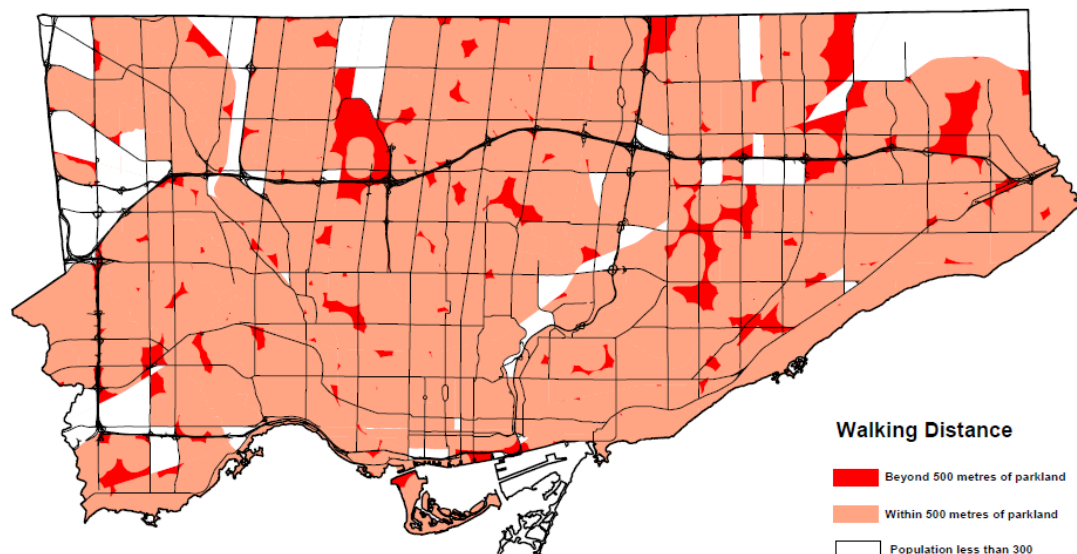 Walking Distance
Beyond 500 metres of parkland
Within 500 metres of parkland
Population less than 300